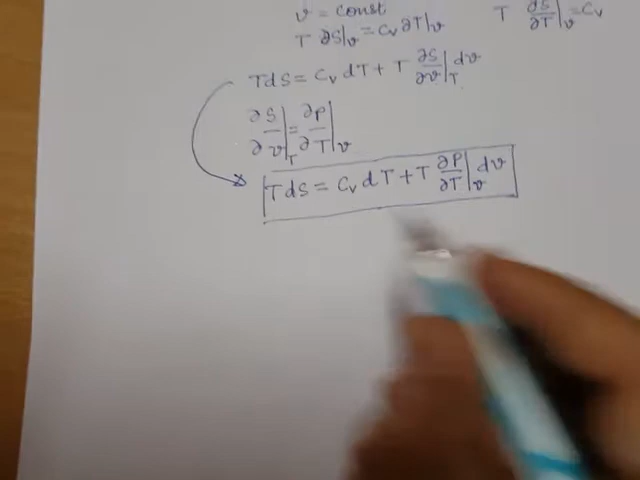 v = const
T ∂S|v = Cv ∂T|v
T ∂S/∂T|v = Cv
TdS = Cv dT + T ∂S/∂v|T dv
∂S/∂v|T = ∂P/∂T|v
TdS = Cv dT + T ∂P/∂T|v dv